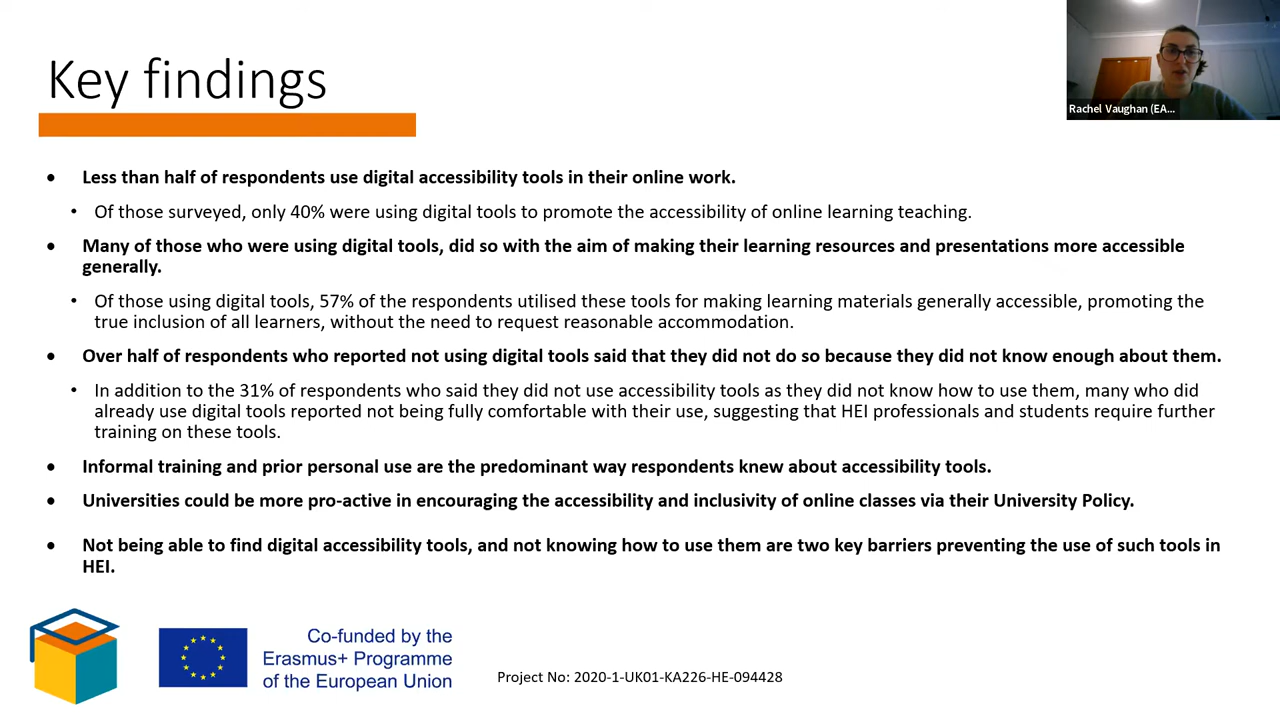 Key findings
Rachel Vaughan (EA...
• Less than half of respondents use digital accessibility tools in their online work.
• Of those surveyed, only 40% were using digital tools to promote the accessibility of online learning teaching.
• Many of those who were using digital tools, did so with the aim of making their learning resources and presentations more accessible
generally.
• Of those using digital tools, 57% of the respondents utilised these tools for making learning materials generally accessible, promoting the
true inclusion of all learners, without the need to request reasonable accommodation.
• Over half of respondents who reported not using digital tools said that they did not do so because they did not know enough about them.
• In addition to the 31% of respondents who said they did not use accessibility tools as they did not know how to use them, many who did
already use digital tools reported not being fully comfortable with their use, suggesting that HEI professionals and students require further
training on these tools.
• Informal training and prior personal use are the predominant way respondents knew about accessibility tools.
• Universities could be more pro-active in encouraging the accessibility and inclusivity of online classes via their University Policy.
• Not being able to find digital accessibility tools, and not knowing how to use them are two key barriers preventing the use of such tools in
HEI.
Co-funded by the
Erasmus+ Programme
of the European Union
Project No: 2020-1-UK01-KA226-HE-094428